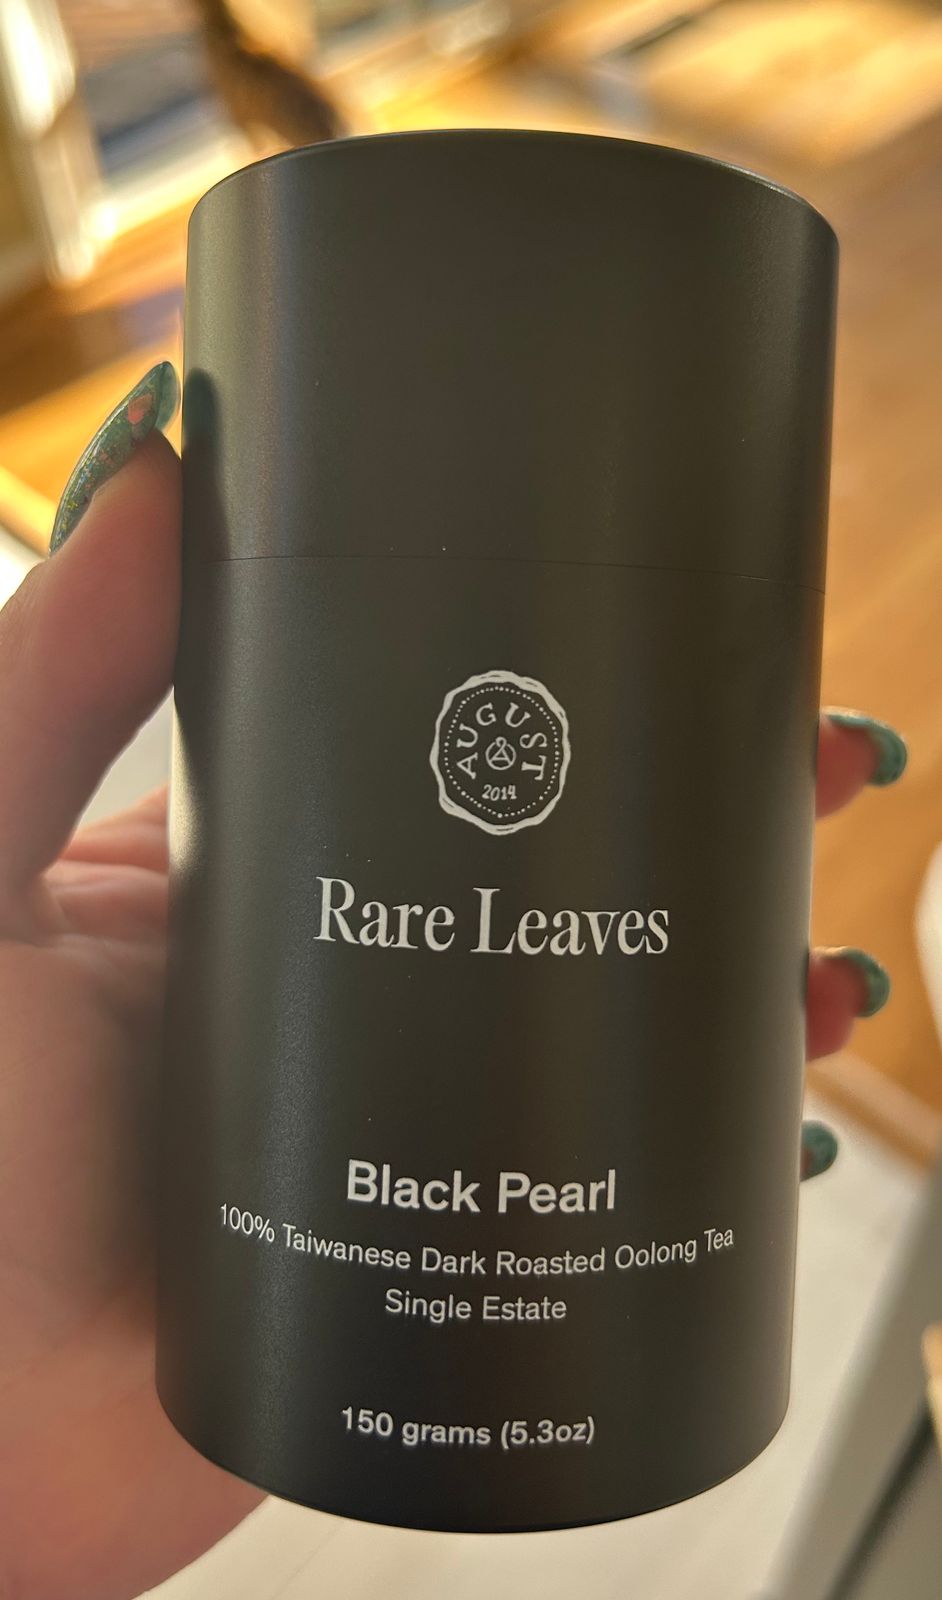 AUGUST
2014
Rare Leaves
Black Pearl
100% Taiwanese Dark Roasted Oolong Tea
Single Estate
150 grams (5.3oz)